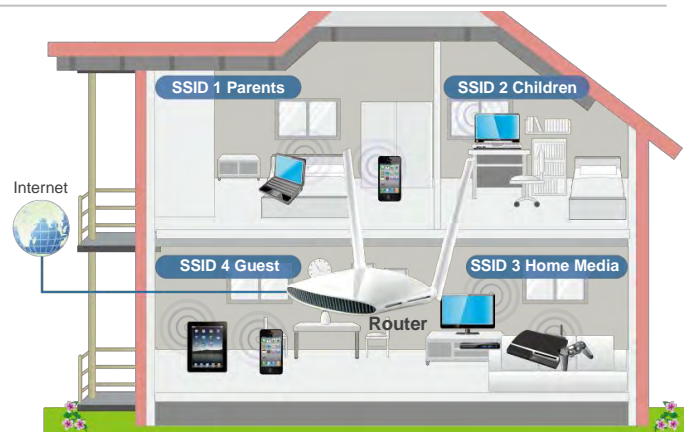 SSID 1 Parents
SSID 2 Children
Internet
SSID 4 Guest
SSID 3 Home Media
Router